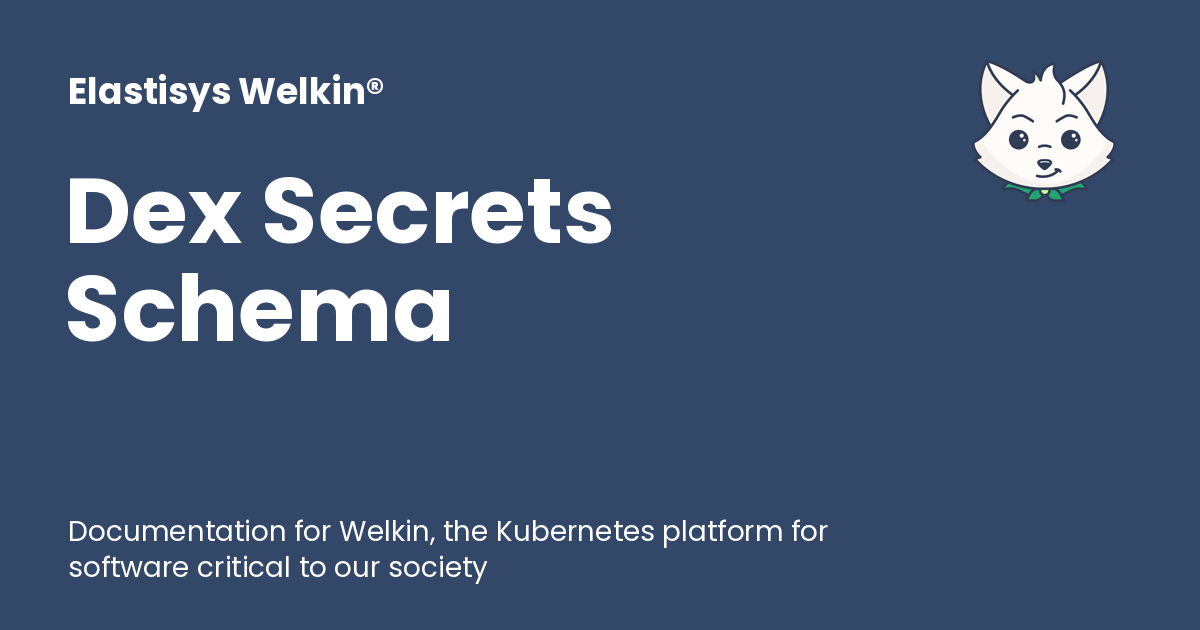 Elastisys Welkin®
Dex Secrets
Schema
Documentation for Welkin, the Kubernetes platform for
software critical to our society